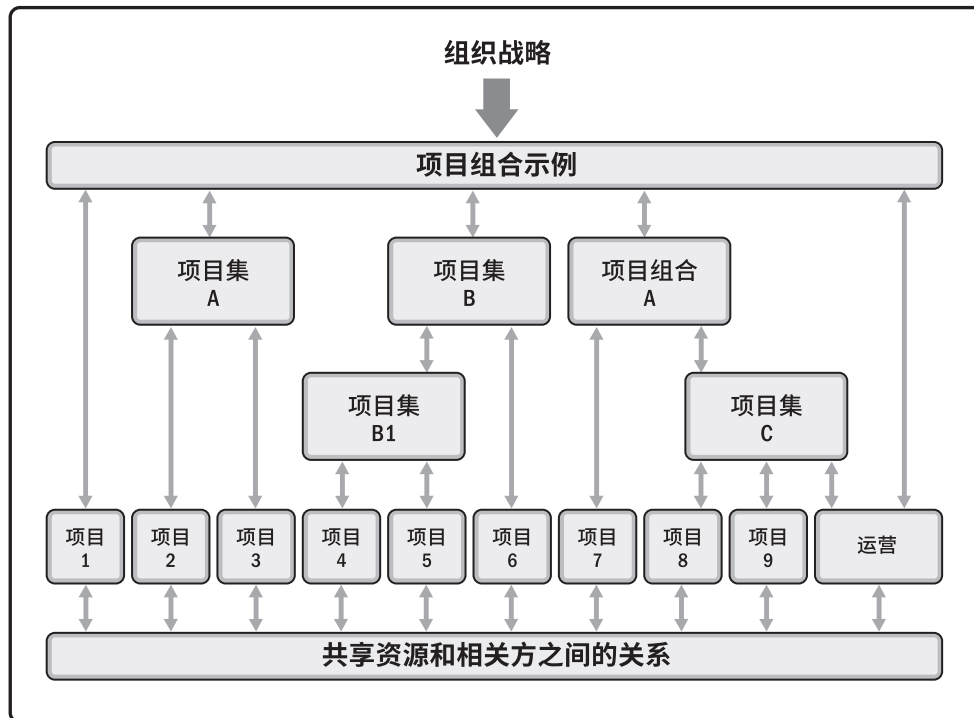 组织战略
项目组合示例
项目集
A
项目集
B
项目组合
A
项目集
B1
项目集
C
项目
1
项目
2
项目
3
项目
4
项目
5
项目
6
项目
7
项目
8
项目
9
运营
共享资源和相关方之间的关系